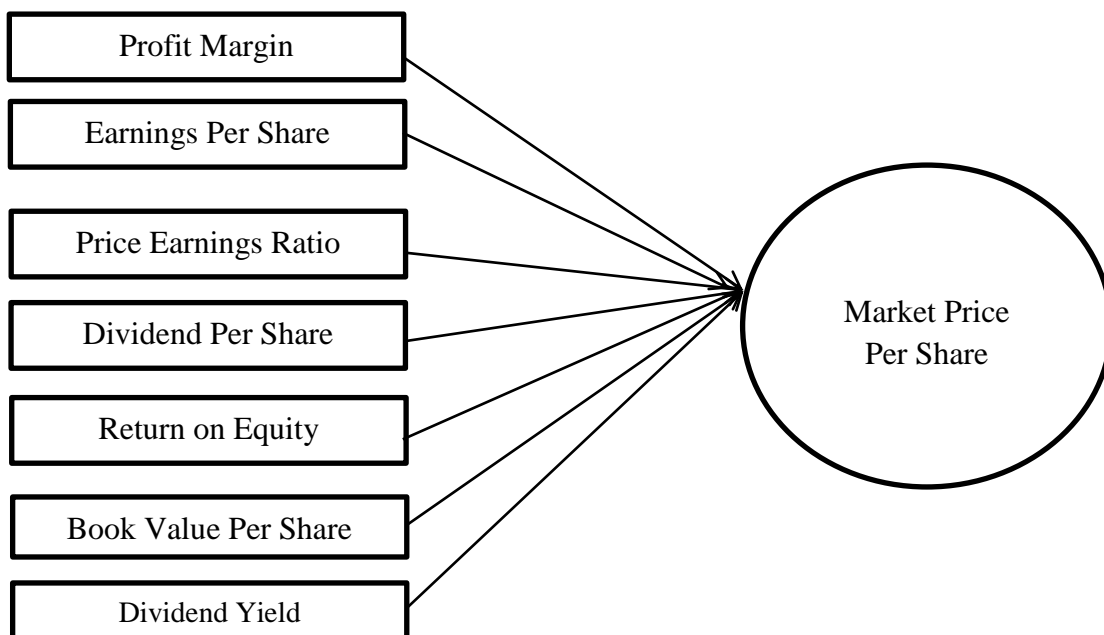 Profit Margin
Earnings Per Share
Price Earnings Ratio
Dividend Per Share
Return on Equity
Book Value Per Share
Dividend Yield
Market Price
Per Share